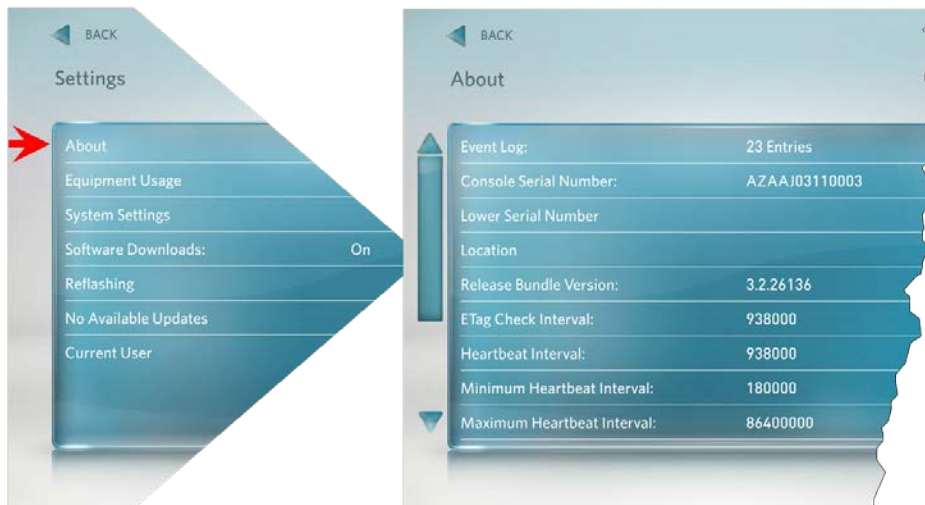 BACK
Settings
About
Equipment Usage
System Settings
Software Downloads: On
Reflashing
No Available Updates
Current User
BACK
About
Event Log: 23 Entries
Console Serial Number: AZAAJ03110003
Lower Serial Number
Location
Release Bundle Version: 3.2.26136
ETag Check Interval: 938000
Heartbeat Interval: 938000
Minimum Heartbeat Interval: 180000
Maximum Heartbeat Interval: 86400000